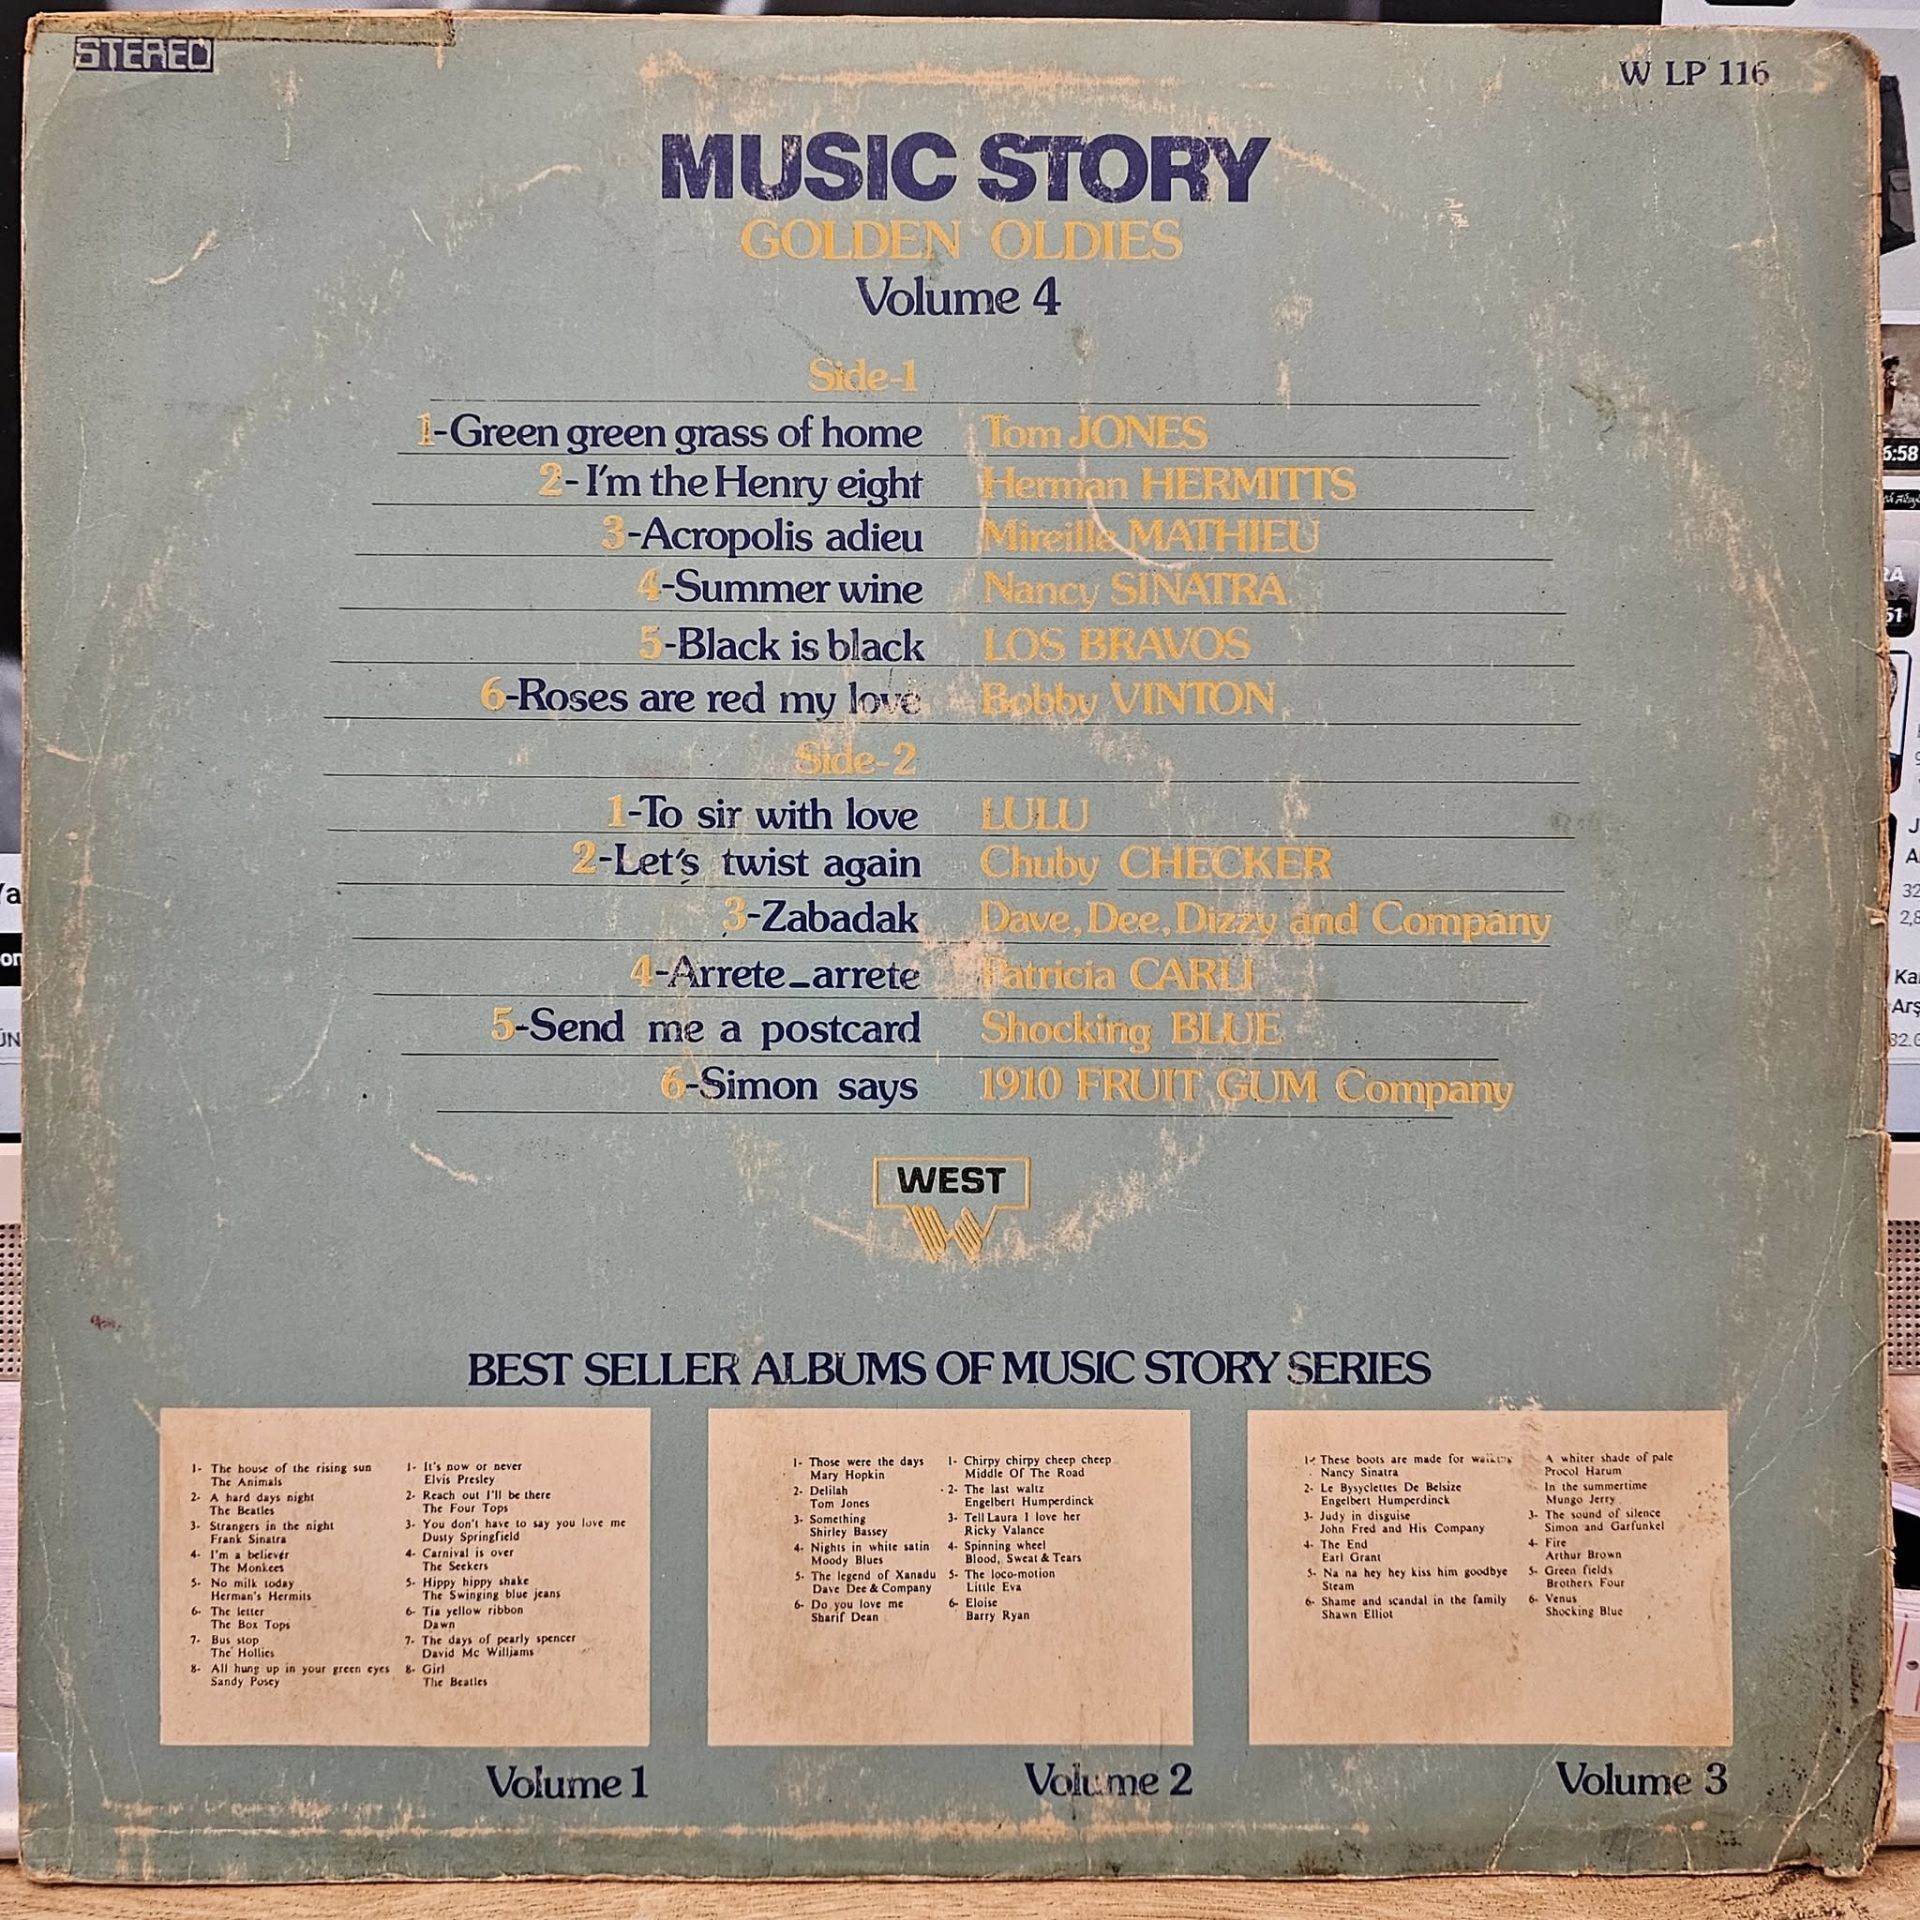 STEREO
W LP 116
MUSIC STORY
GOLDEN OLDIES
Volume 4
Side-1
1-Green green grass of home Tom JONES
2-I'm the Henry eight Herman HERMITTS
3-Acropolis adieu Mireille MATHIEU
4-Summer wine Nancy SINATRA
5-Black is black LOS BRAVOS
6-Roses are red my love Bobby VINTON
Side-2
1-To sir with love LULU
2-Let's twist again Chuby CHECKER
3-Zabadak Dave, Dee, Dizzy and Company
4-Arrete_arrete Patricia CARLI
5-Send me a postcard Shocking BLUE
6-Simon says 1910 FRUIT GUM Company
WEST
BEST SELLER ALBUMS OF MUSIC STORY SERIES
1- The house of the rising sun
The Animals
2- A hard days night
The Beatles
3- Strangers in the night
Frank Sinatra
4- I'm a believer
The Monkees
5- No milk today
Herman's Hermits
6- The letter
The Box Tops
7- Bus stop
The Hollies
8- All hung up in your green eyes
Sandy Posey
1- It's now or never
Elvis Presley
2- Reach out I'll be there
The Four Tops
3- You don't have to say you love me
Dusty Springfield
4- Carnival is over
The Seekers
5- Hippy hippy shake
The Swinging blue jeans
6- Tia yellow ribbon
Dawn
7- The days of pearly spencer
David Mc Williams
8- Girl
The Beatles
Volume 1
1- Those were the days
Mary Hopkin
2- Delilah
Tom Jones
3- Something
Shirley Bassey
4- Nights in white satin
Moody Blues
5- The legend of Xanadu
Dave Dee & Company
6- Do you love me
Sharif Dean
1- Chirpy chirpy cheep cheep
Middle Of The Road
2- The last waltz
Engelbert Humperdinck
3- Tell Laura I love her
Ricky Valance
4- Spinning wheel
Blood, Sweat & Tears
5- The loco-motion
Little Eva
6- Eloise
Barry Ryan
Volume 2
1- These boots are made for walking
Nancy Sinatra
2- Le Bysyclettes De Belsize
Engelbert Humperdinck
3- Judy in disguise
John Fred and His Company
4- The End
Earl Grant
5- Na na hey hey kiss him goodbye
Steam
6- Shame and scandal in the family
Shawn Elliot
A whiter shade of pale
Procol Harum
In the summertime
Mungo Jerry
3- The sound of silence
Simon and Garfunkel
4- Fire
Arthur Brown
5- Green fields
Brothers Four
6- Venus
Shocking Blue
Volume 3